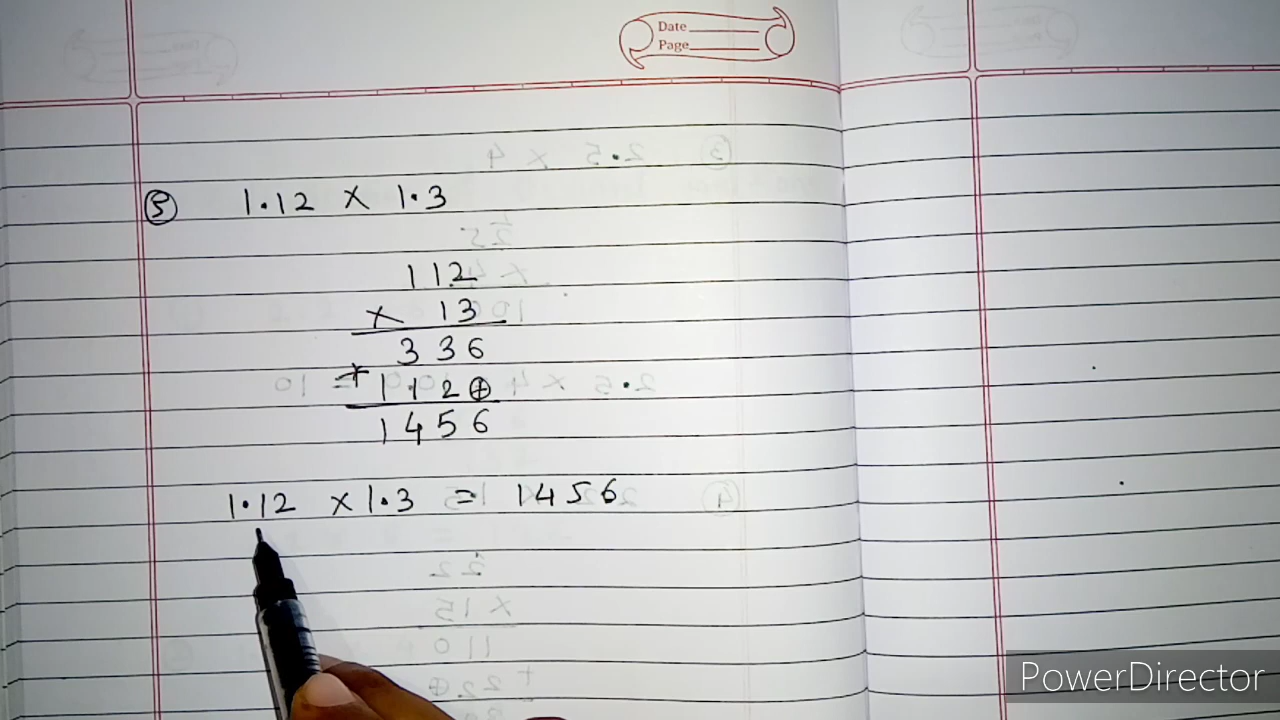 Date
Page
5 1.12 × 1.3
112
× 13
336
+ 112⊕
1456
1.12 × 1.3 = 1456
PowerDirector